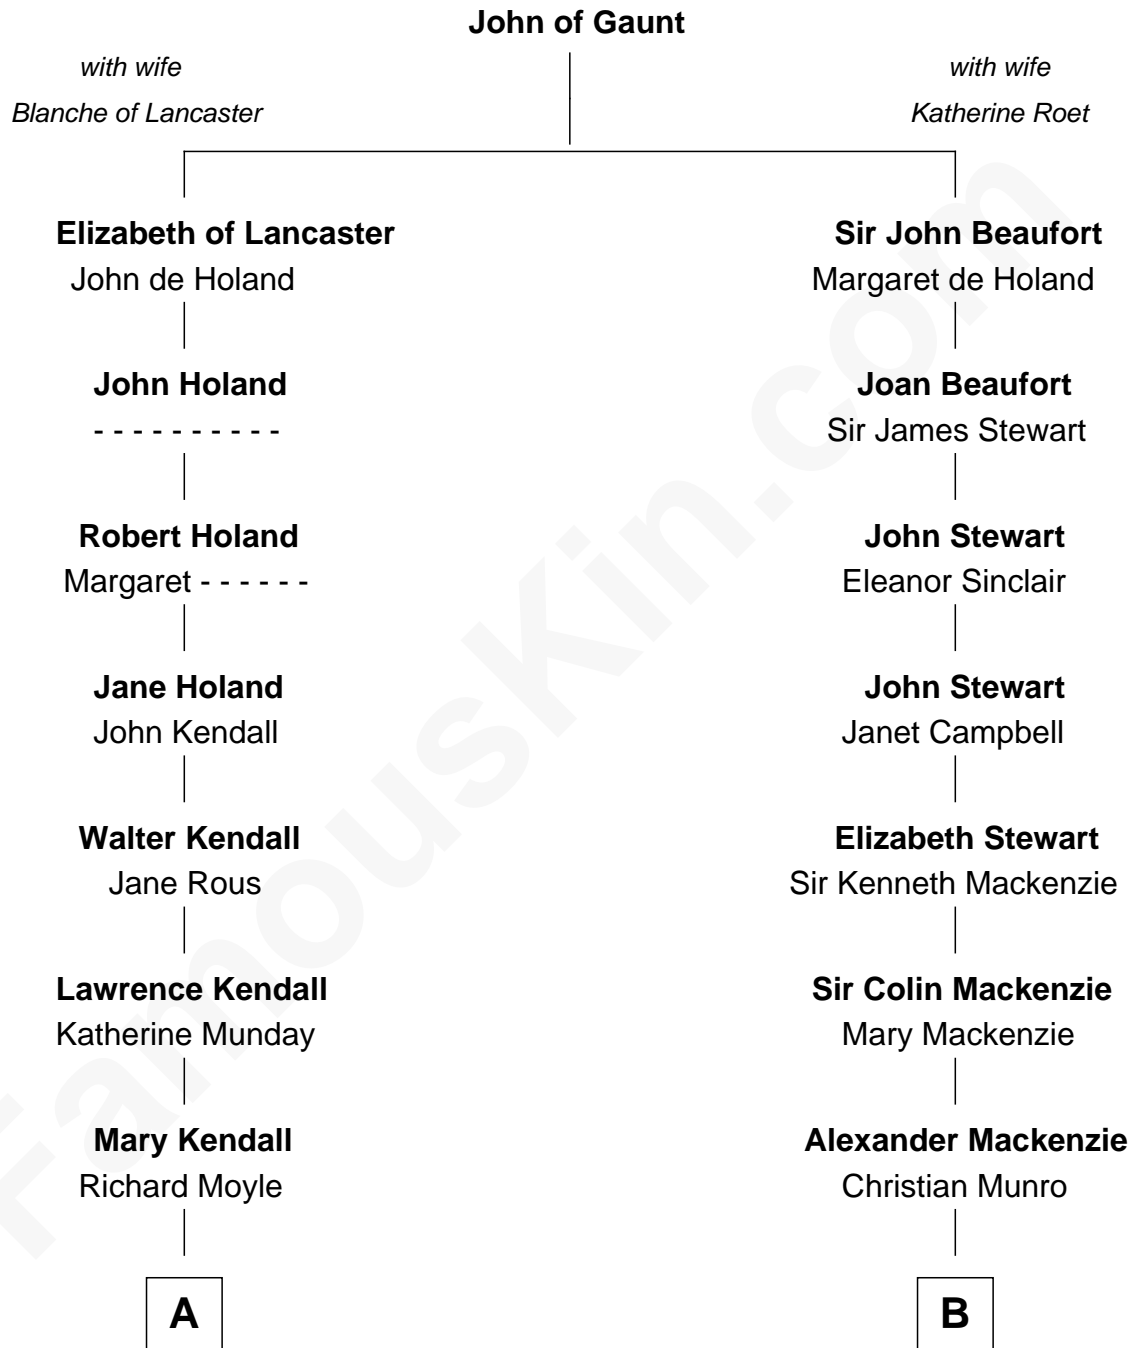 John of Gaunt
with wife
Blanche of Lancaster
with wife
Katherine Roet
Elizabeth of Lancaster
John de Holand
Sir John Beaufort
Margaret de Holand
John Holand
- - - - - - - - - -
Joan Beaufort
Sir James Stewart
Robert Holand
Margaret - - - - - -
John Stewart
Eleanor Sinclair
Jane Holand
John Kendall
John Stewart
Janet Campbell
Walter Kendall
Jane Rous
Elizabeth Stewart
Sir Kenneth Mackenzie
Lawrence Kendall
Katherine Munday
Sir Colin Mackenzie
Mary Mackenzie
Mary Kendall
Richard Moyle
Alexander Mackenzie
Christian Munro
A
B
FamousKin.com